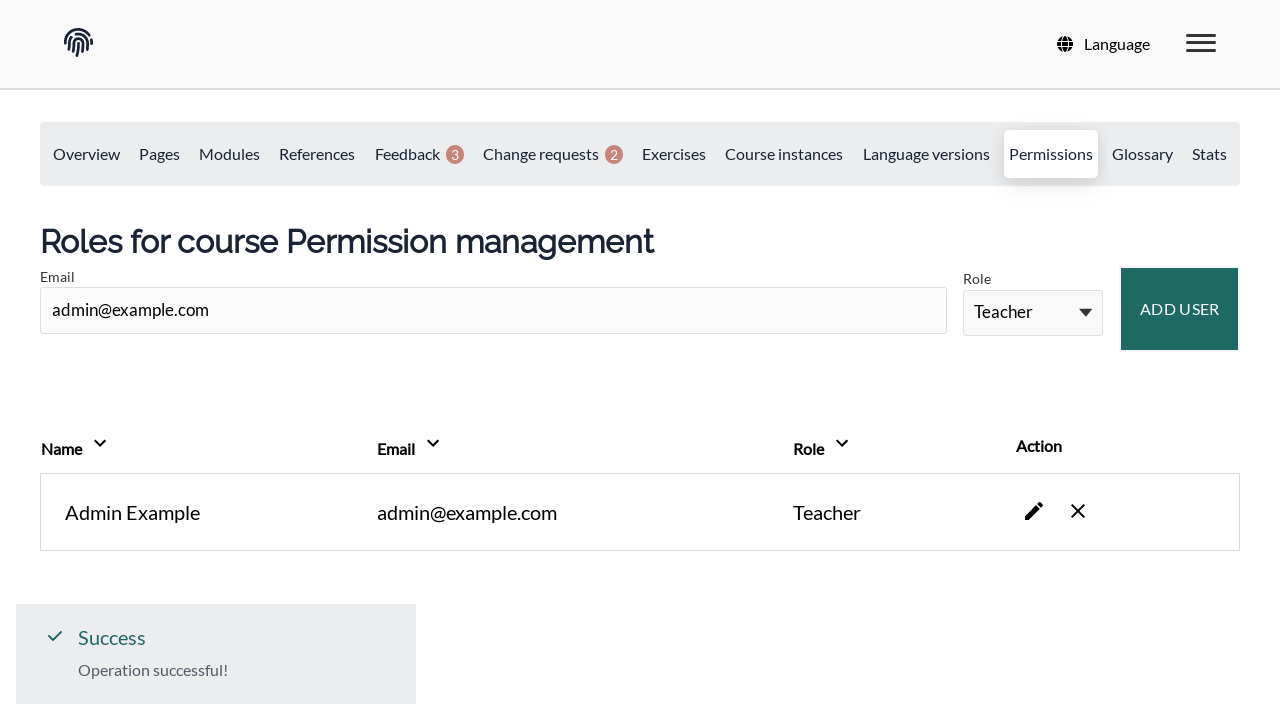 Language
Overview Pages Modules References Feedback 3 Change requests 2 Exercises Course instances Language versions Permissions Glossary Stats
Roles for course Permission management
Email
admin@example.com
Role
Teacher
ADD USER
Name Email Role Action
Admin Example admin@example.com Teacher
Success
Operation successful!